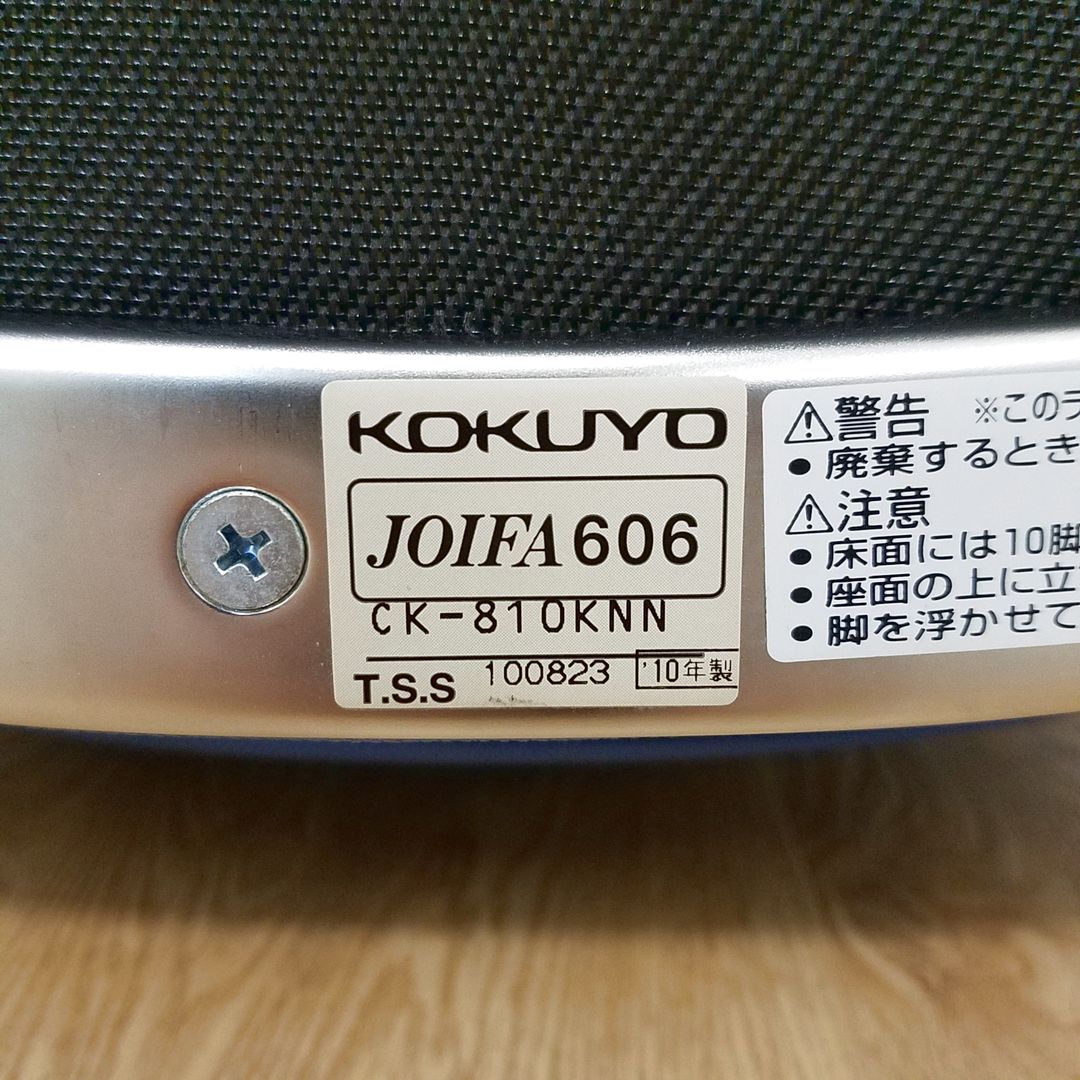 KOKUYO
JOIFA 606
CK-810KNN
T.S.S 100823 '10年製
⚠警告 ※このラ
• 廃棄するとき
⚠注意
• 床面には10脚
• 座面の上に立
• 脚を浮かせて